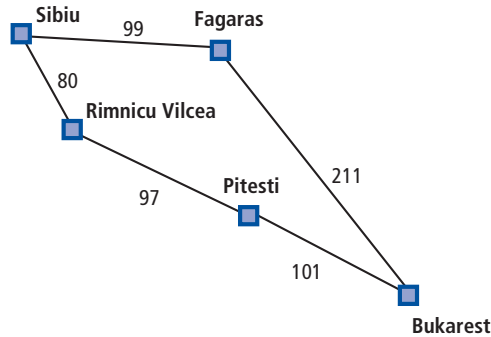 Sibiu
Fagaras
99
80
Rimnicu Vilcea
Pitesti
211
97
101
Bukarest